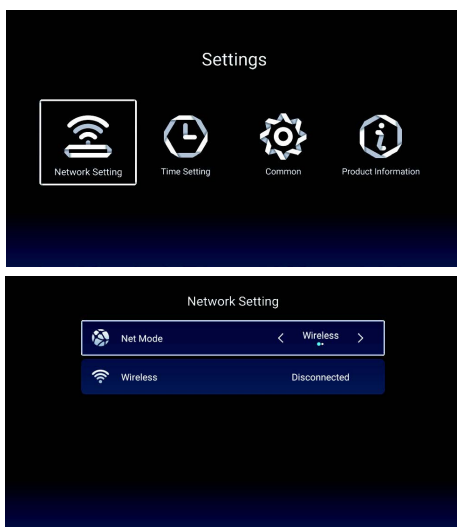 Settings
Network Setting
Time Setting
Common
Product Information
Network Setting
Net Mode
Wireless
Wireless
Disconnected